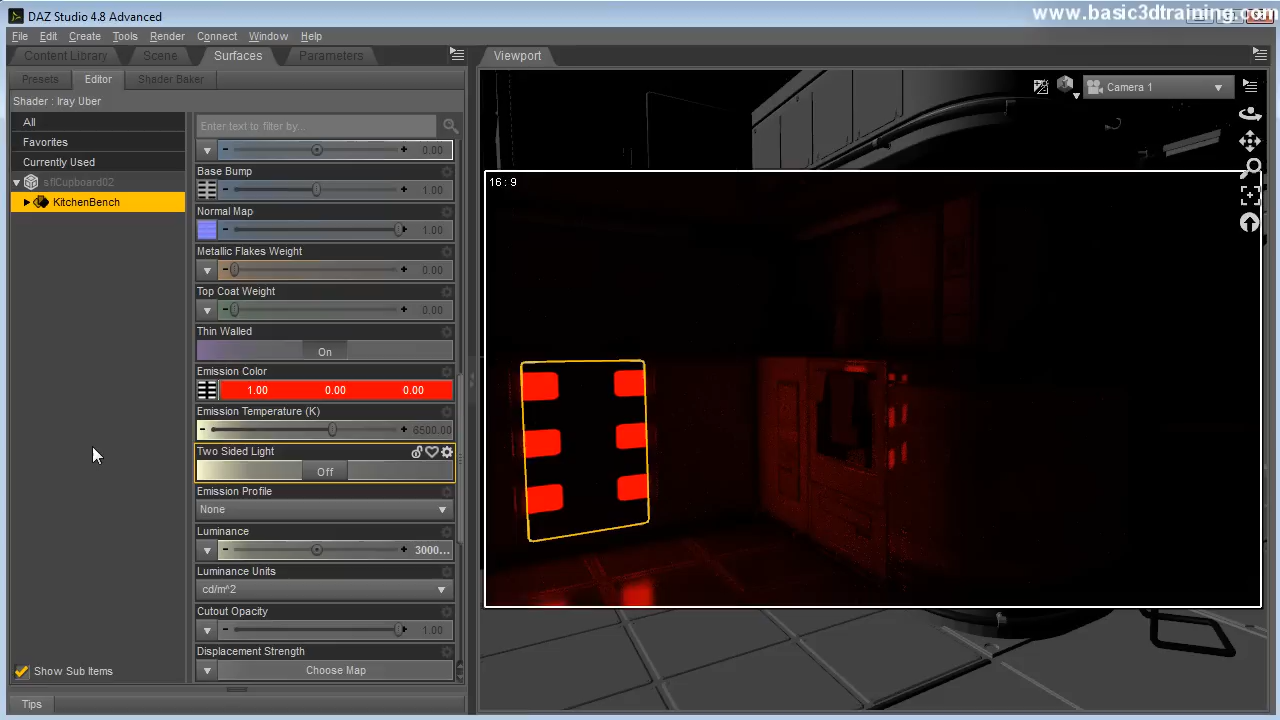 DAZ Studio 4.8 Advanced
www.basic3dtraining.com
File Edit Create Tools Render Connect Window Help
Content Library Scene Surfaces Parameters Viewport
Presets Editor Shader Baker
Shader : Iray Uber
Camera 1
All
Favorites
Currently Used
sflCupboard02
KitchenBench
Enter text to filter by...
0.00
Base Bump
1.00
Normal Map
1.00
Metallic Flakes Weight
0.00
Top Coat Weight
0.00
Thin Walled
On
Emission Color
1.00 0.00 0.00
Emission Temperature (K)
6500.00
Two Sided Light
Off
Emission Profile
None
Luminance
3000...
Luminance Units
cd/m^2
Cutout Opacity
1.00
Displacement Strength
Choose Map
16 : 9
Show Sub Items
Tips